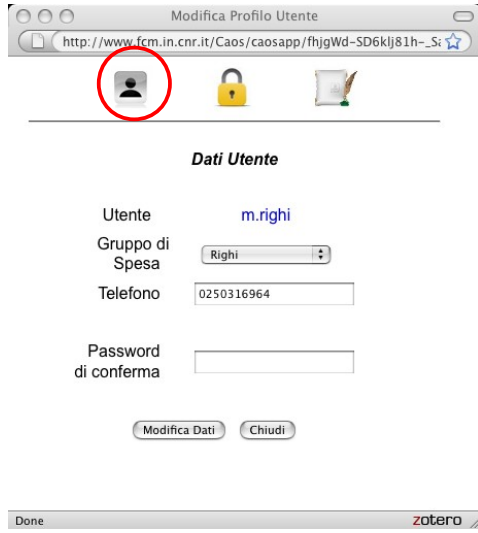 Modifica Profilo Utente
http://www.fcm.in.cnr.it/Caos/caosapp/fhjgWd-SD6klj81h-_Sa
Dati Utente
Utente m.righi
Gruppo di
Spesa
Righi
Telefono 0250316964
Password
di conferma
Modifica Dati Chiudi
Done zotero